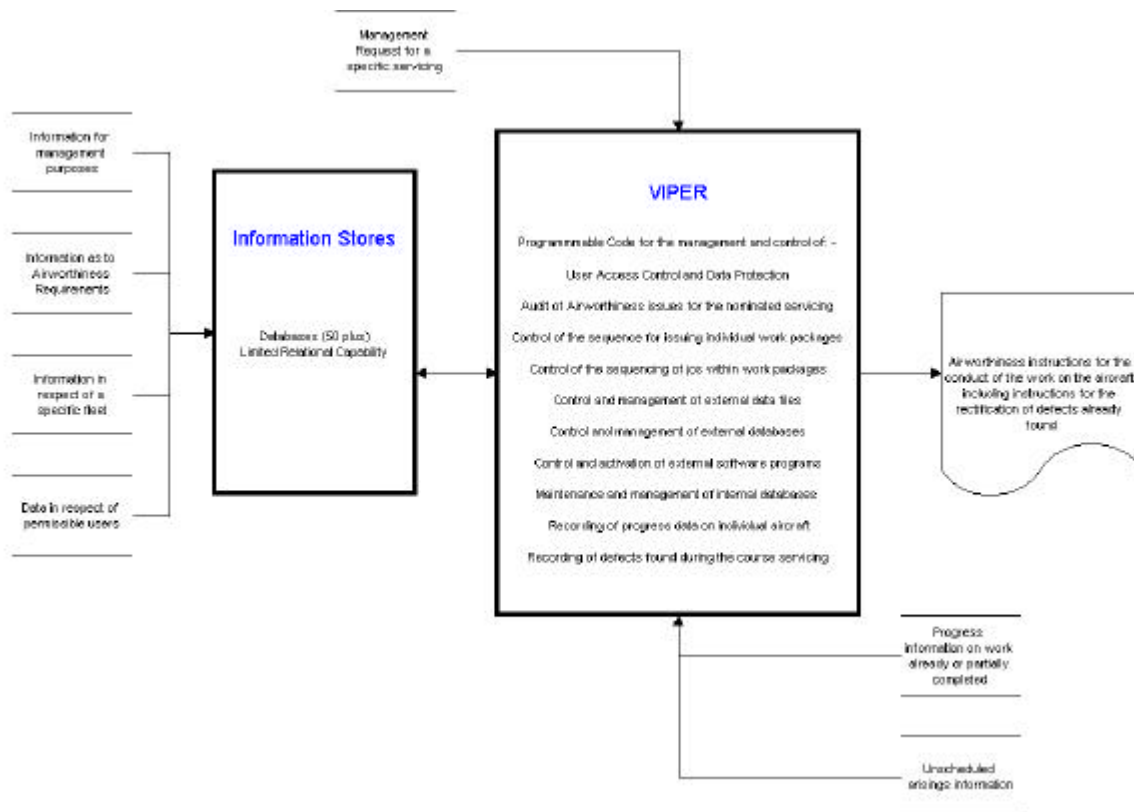 Management
Request for a
specific servicing
Information for
management
purposes
Information as to
Airworthiness
Requirements
Information in
respect of a
specific fleet
Data in respect of
permissible users
Information Stores
Databases (50 plus)
Limited Relational Capability
VIPER
Programmable Code for the management and control of: -
User Access Control and Data Protection
Audit of Airworthiness issues for the nominated servicing
Control of the sequence for issuing individual work packages
Control of the sequencing of jos within work packages
Control and management of external data files
Control and management of external databases
Control and activation of external software programs
Maintenance and management of internal databases
Recording of progress data on individual aircraft
Recording of defects found during the course servicing
Airworthiness instructions for the
conduct of the work on the aircraft
including instructions for the
rectification of defects already
found
Progress
information on work
already or partially
completed
Unscheduled
arisings information